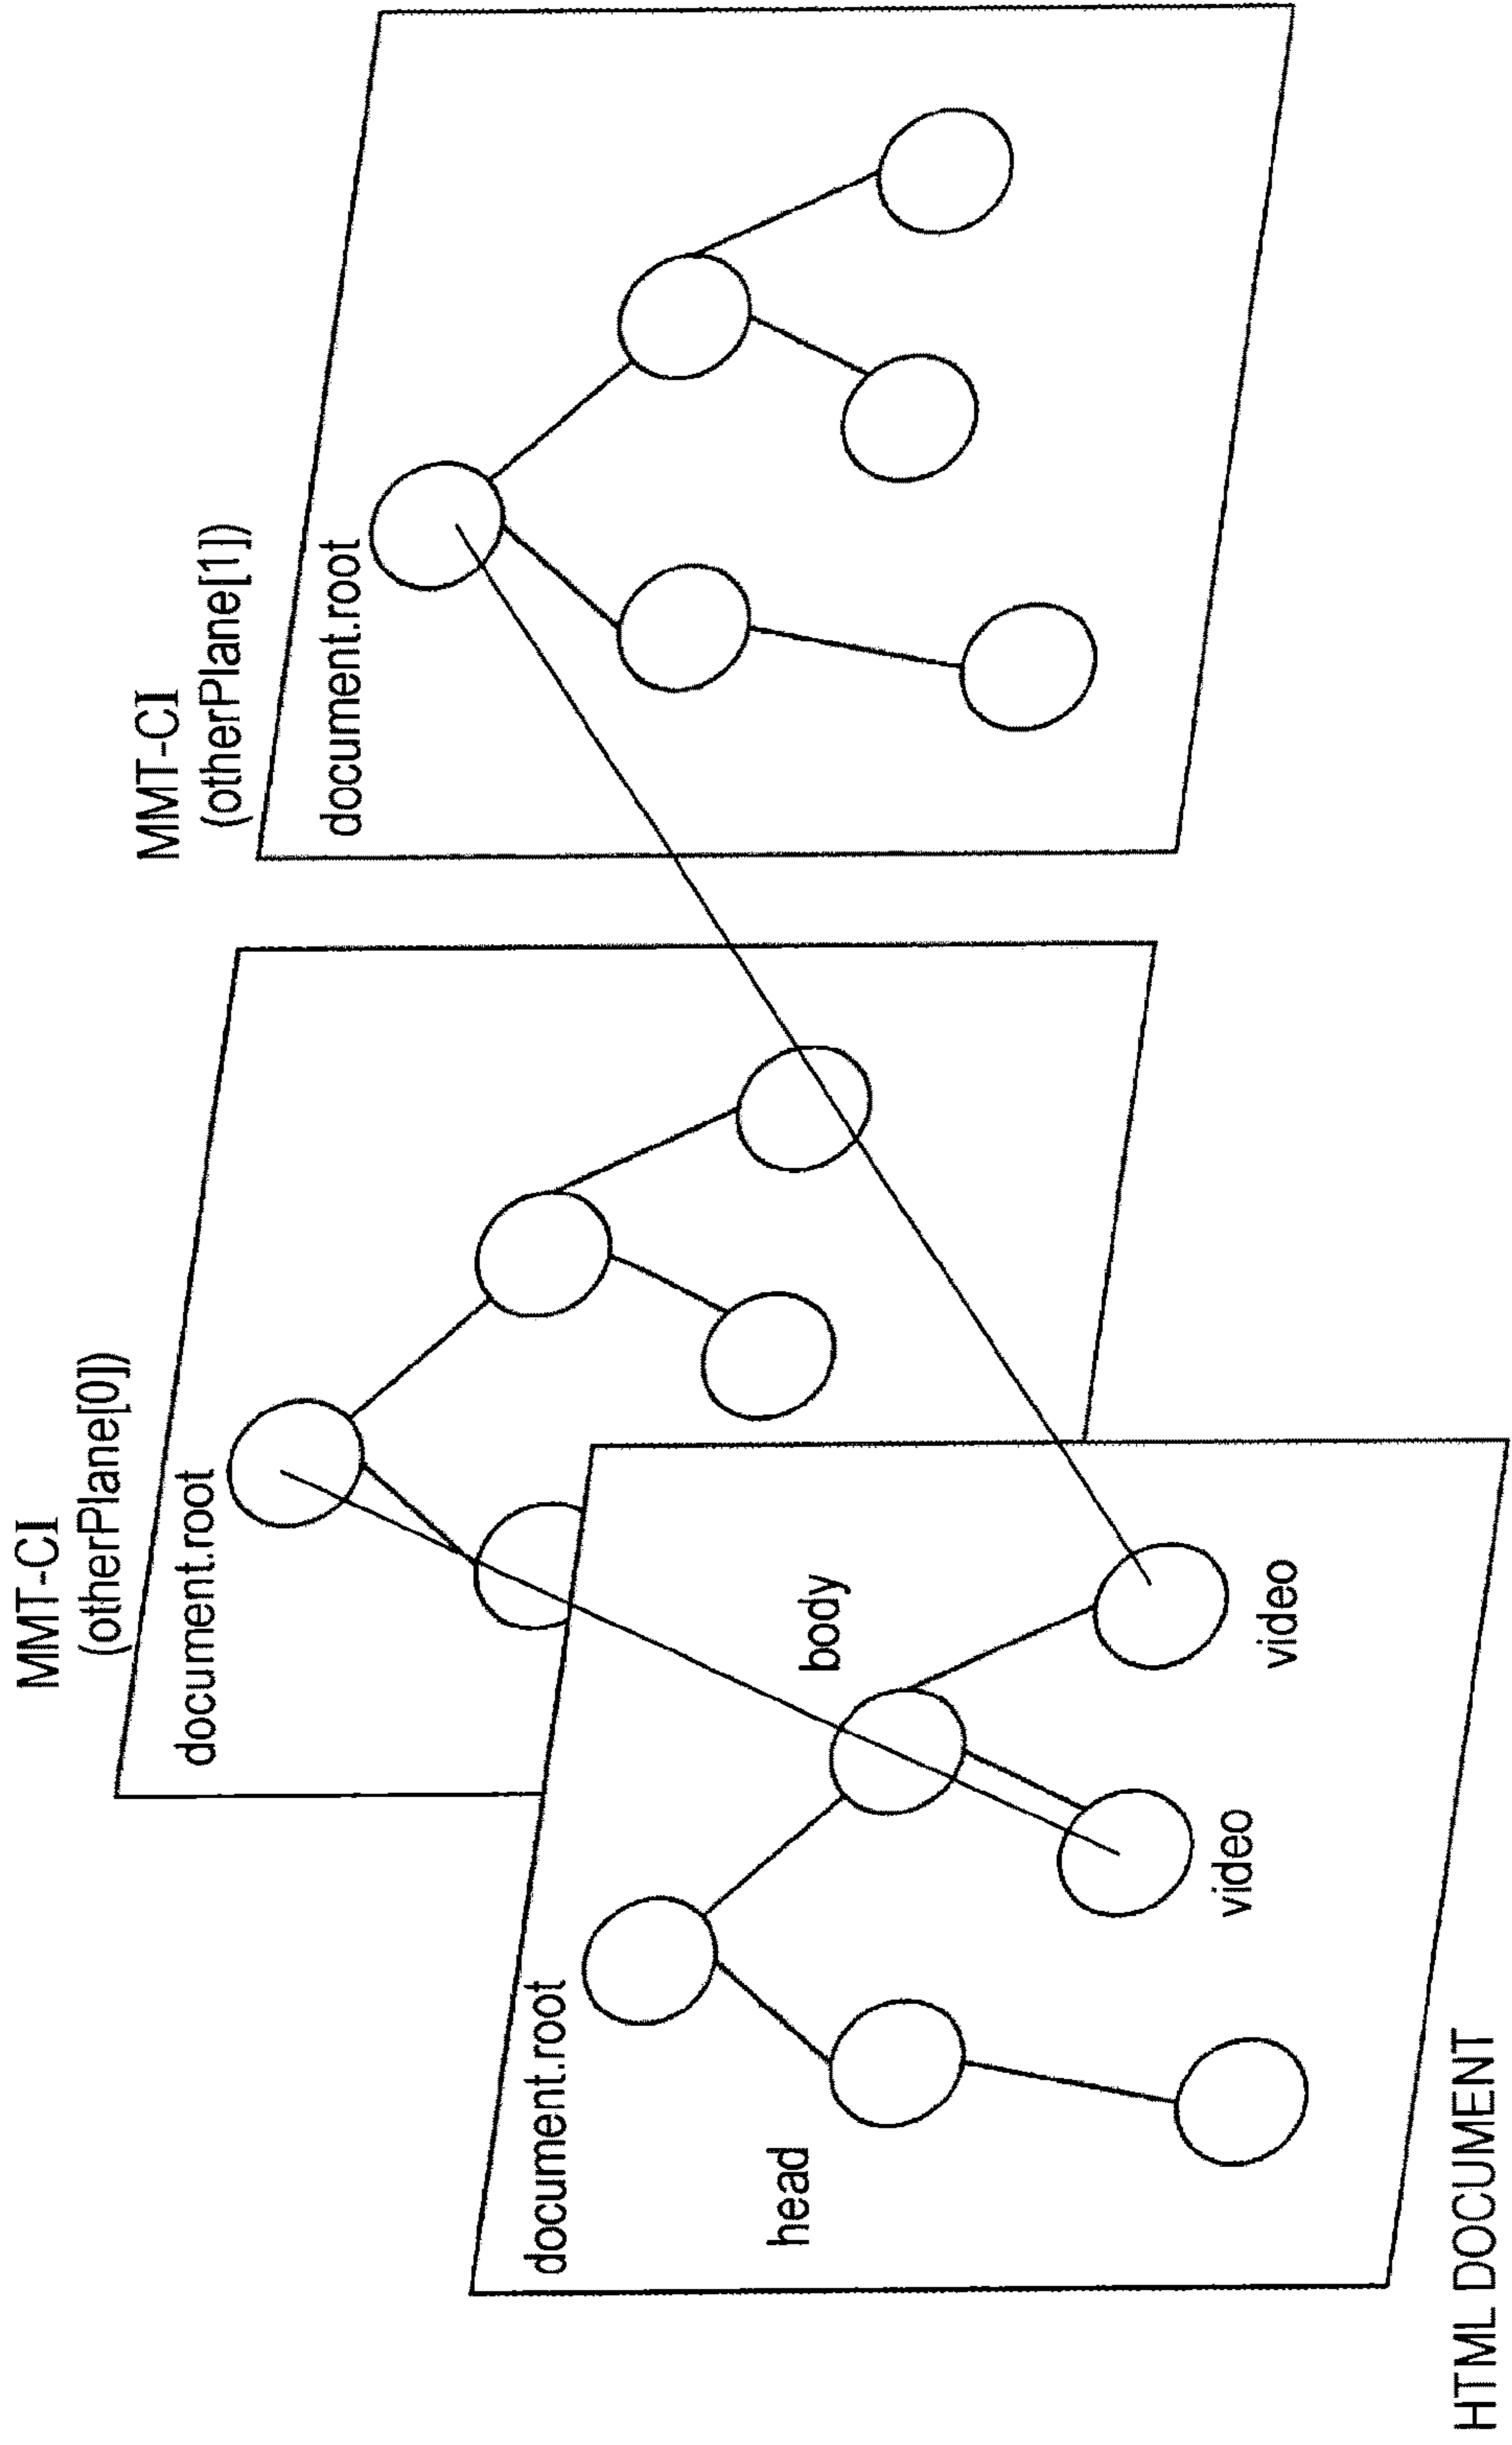 MMT-CI
(otherPlane[0])
document.root
MMT-CI
(otherPlane[1])
document.root
document.root
head
body
video
video
HTML DOCUMENT